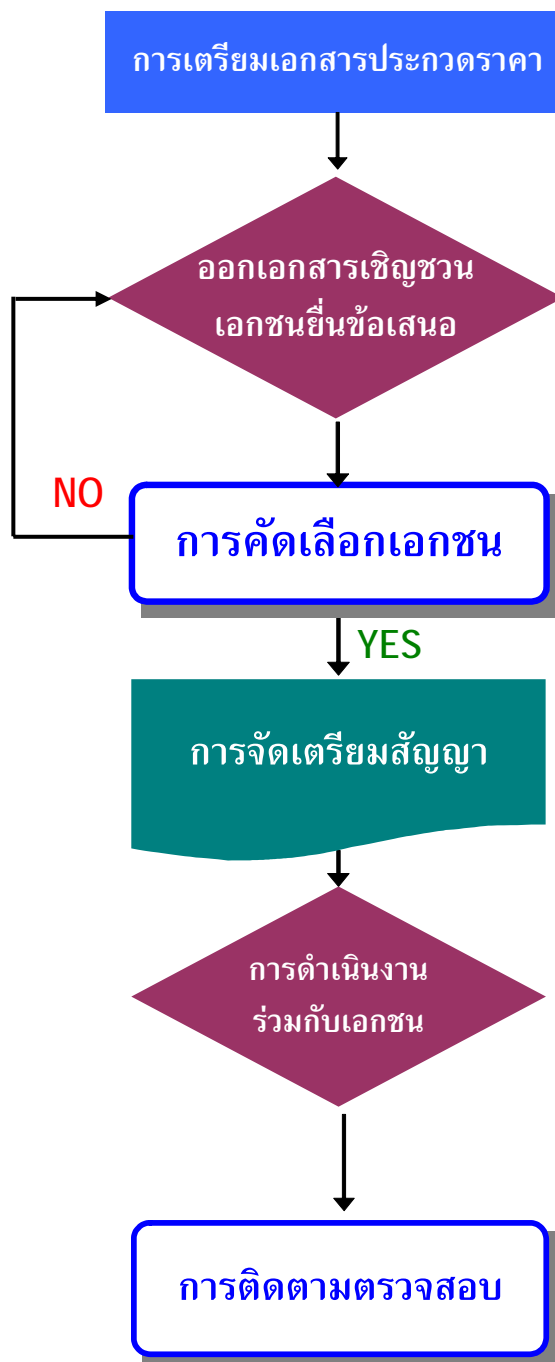 การเตรียมเอกสารประกวดราคา
ออกเอกสารเชิญชวน
เอกชนยื่นข้อเสนอ
NO
การคัดเลือกเอกชน
YES
การจัดเตรียมสัญญา
การดำเนินงาน
ร่วมกับเอกชน
การติดตามตรวจสอบ